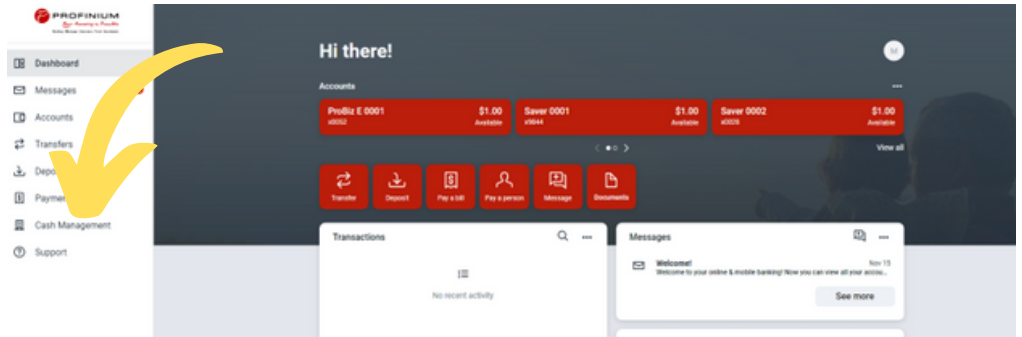 PROFINIUM
Dashboard
Messages
Accounts
Transfers
Depo
Paymen
Cash Management
Support
Hi there!
M
Accounts
ProBiz E 0001
$1.00
x0052
Available
Saver 0001
$1.00
Available
Saver 0002
$1.00
Available
View all
Transfer
Deposit
Pay a bill
Pay a person
Message
Documents
Transactions
No recent activity
Messages
Welcome!
Nov 15
Welcome to your online & mobile banking! Now you can view all your accou...
See more